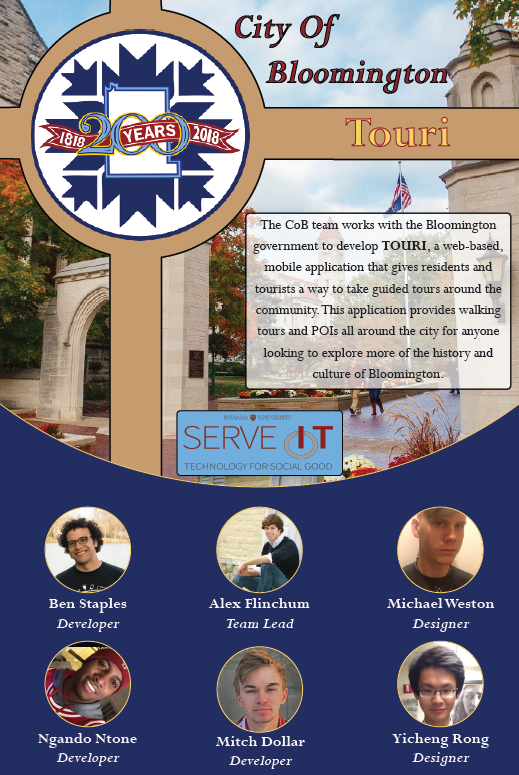 City Of
Bloomington
1818 200 YEARS 2018
Touri
The CoB team works with the Bloomington
government to develop TOURI, a web-based,
mobile application that gives residents and
tourists a way to take guided tours around the
community. This application provides walking
tours and POIs all around the city for anyone
looking to explore more of the history and
culture of Bloomington.
INDIANA UNIVERSITY
SERVE IT
TECHNOLOGY FOR SOCIAL GOOD
Ben Staples
Developer
Alex Flinchum
Team Lead
Michael Weston
Designer
Ngando Ntone
Developer
Mitch Dollar
Developer
Yicheng Rong
Designer